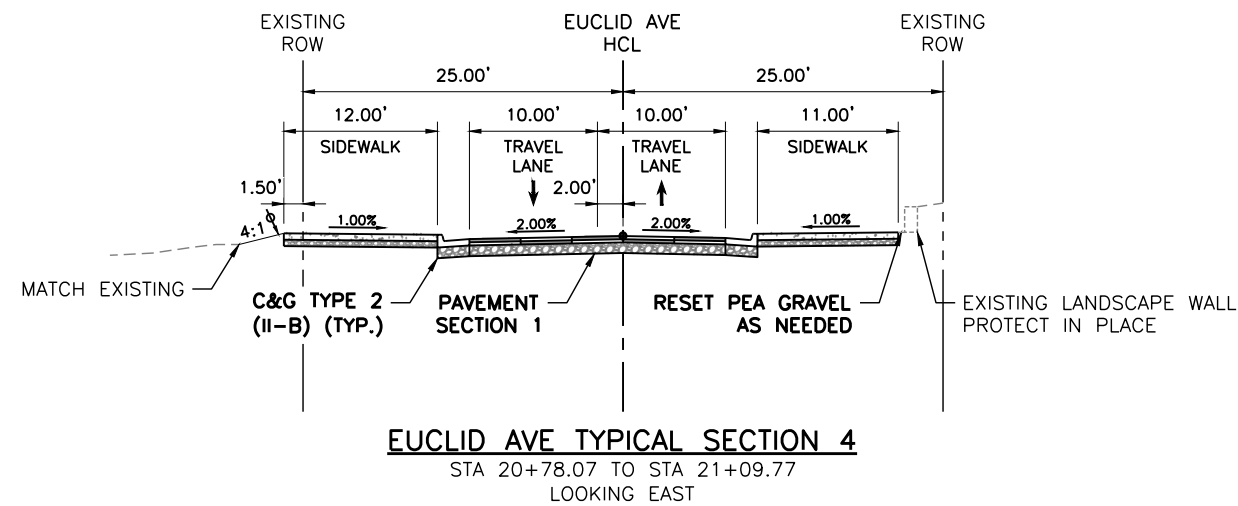 EXISTING
ROW
EUCLID AVE
HCL
EXISTING
ROW
25.00'
25.00'
12.00'
10.00'
10.00'
11.00'
SIDEWALK
TRAVEL
LANE
TRAVEL
LANE
SIDEWALK
1.50'
2.00'
4:1
1.00%
2.00%
2.00%
1.00%
MATCH EXISTING
C&G TYPE 2
(II-B) (TYP.)
PAVEMENT
SECTION 1
RESET PEA GRAVEL
AS NEEDED
EXISTING LANDSCAPE WALL
PROTECT IN PLACE
EUCLID AVE TYPICAL SECTION 4
STA 20+78.07 TO STA 21+09.77
LOOKING EAST